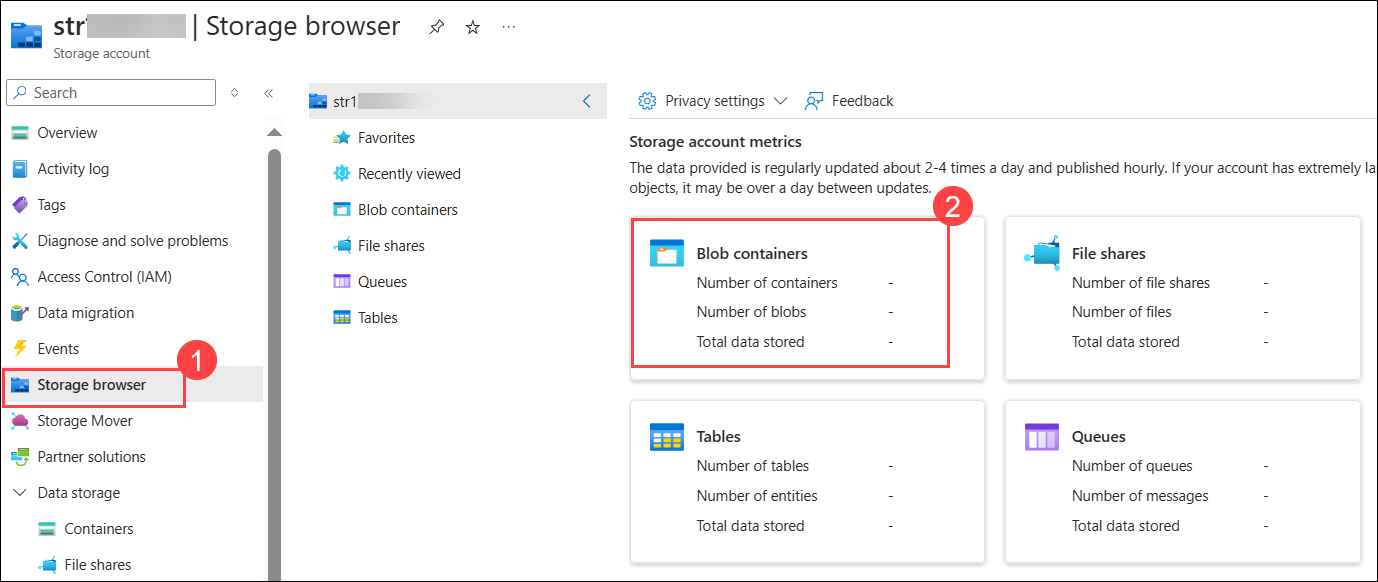 str | Storage browser
Storage account
Search
Overview
Activity log
Tags
Diagnose and solve problems
Access Control (IAM)
Data migration
Events
1
Storage browser
Storage Mover
Partner solutions
Data storage
Containers
File shares
str1
Favorites
Recently viewed
Blob containers
File shares
Queues
Tables
Privacy settings
Feedback
Storage account metrics
The data provided is regularly updated about 2-4 times a day and published hourly. If your account has extremely la
objects, it may be over a day between updates.
2
Blob containers
Number of containers -
Number of blobs -
Total data stored -
File shares
Number of file shares -
Number of files -
Total data stored -
Tables
Number of tables -
Number of entities -
Total data stored -
Queues
Number of queues -
Number of messages -
Total data stored -